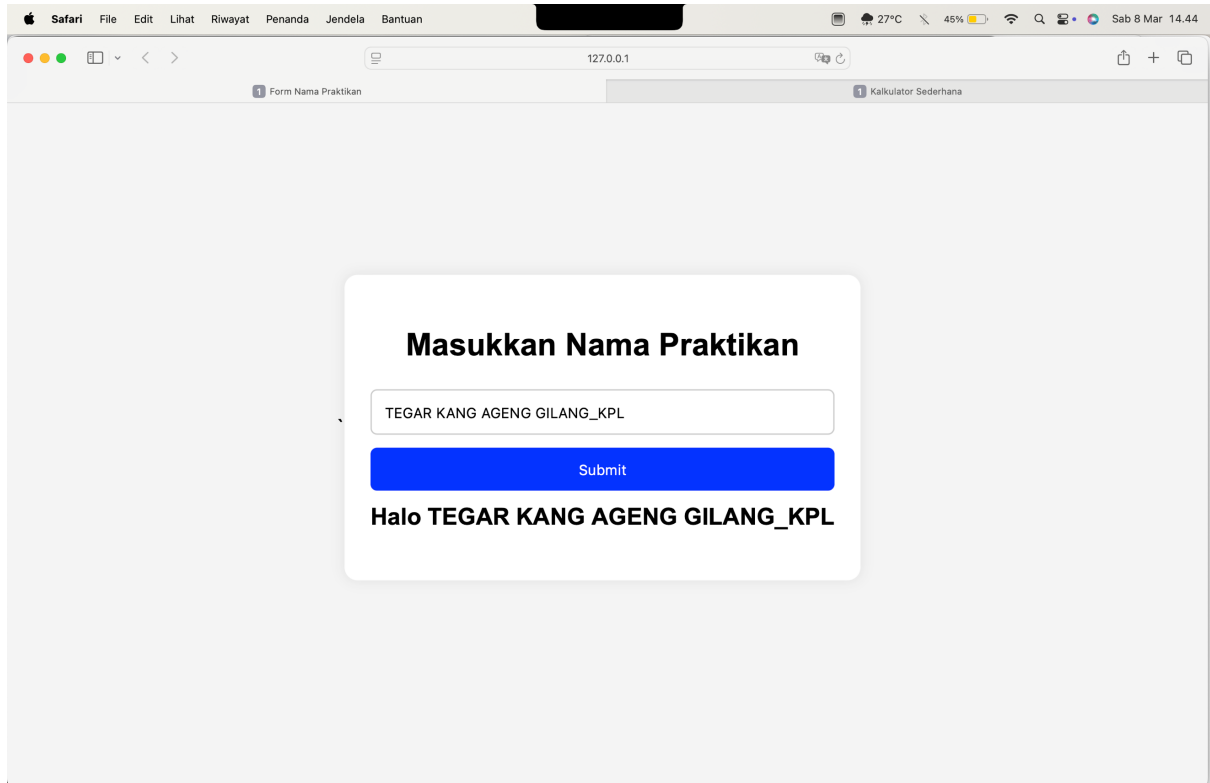 Safari File Edit Lihat Riwayat Penanda Jendela Bantuan 27°C 45% Sab 8 Mar 14.44
127.0.0.1
1 Form Nama Praktikan 1 Kalkulator Sederhana
Masukkan Nama Praktikan
TEGAR KANG AGENG GILANG_KPL
`
Submit
Halo TEGAR KANG AGENG GILANG_KPL